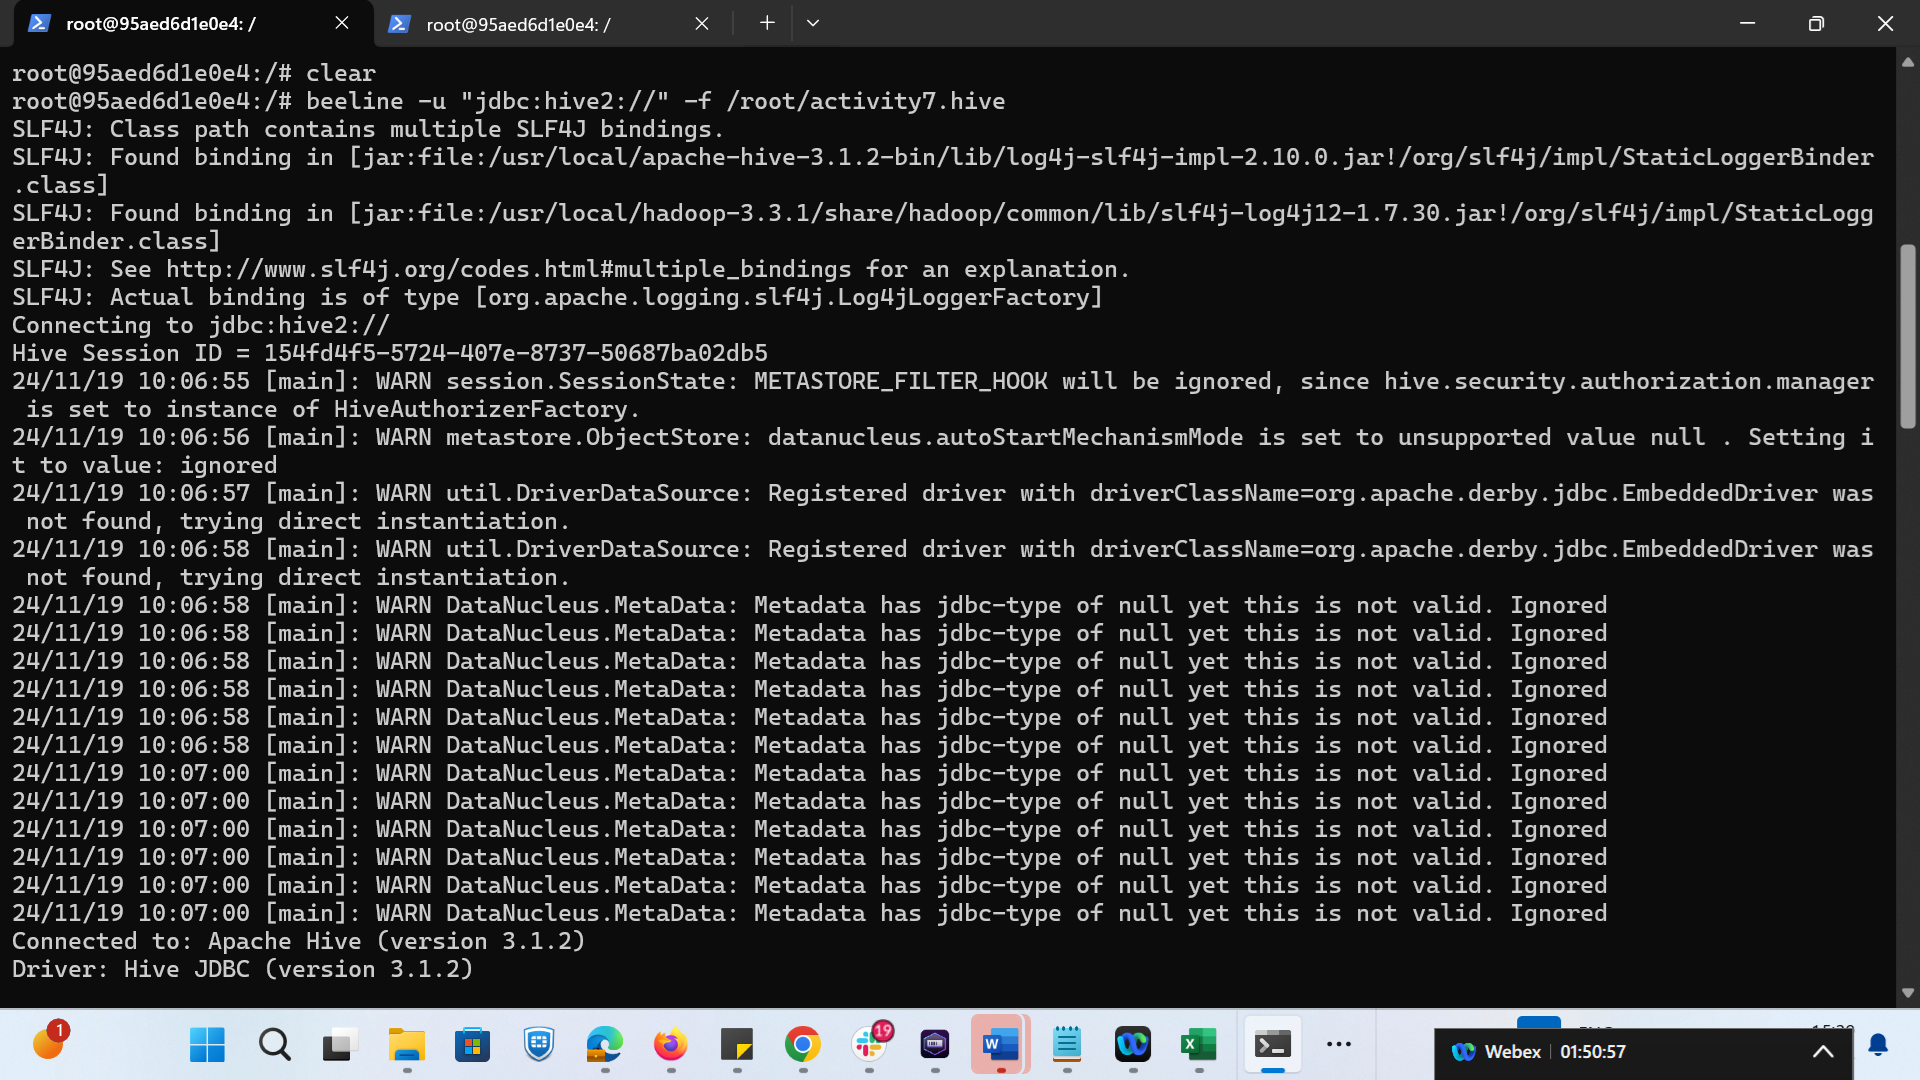 root@95aed6d1e0e4: /
root@95aed6d1e0e4: /
root@95aed6d1e0e4:/# clear
root@95aed6d1e0e4:/# beeline -u "jdbc:hive2://" -f /root/activity7.hive
SLF4J: Class path contains multiple SLF4J bindings.
SLF4J: Found binding in [jar:file:/usr/local/apache-hive-3.1.2-bin/lib/log4j-slf4j-impl-2.10.0.jar!/org/slf4j/impl/StaticLoggerBinder
.class]
SLF4J: Found binding in [jar:file:/usr/local/hadoop-3.3.1/share/hadoop/common/lib/slf4j-log4j12-1.7.30.jar!/org/slf4j/impl/StaticLogg
erBinder.class]
SLF4J: See http://www.slf4j.org/codes.html#multiple_bindings for an explanation.
SLF4J: Actual binding is of type [org.apache.logging.slf4j.Log4jLoggerFactory]
Connecting to jdbc:hive2://
Hive Session ID = 154fd4f5-5724-407e-8737-50687ba02db5
24/11/19 10:06:55 [main]: WARN session.SessionState: METASTORE_FILTER_HOOK will be ignored, since hive.security.authorization.manager
 is set to instance of HiveAuthorizerFactory.
24/11/19 10:06:56 [main]: WARN metastore.ObjectStore: datanucleus.autoStartMechanismMode is set to unsupported value null . Setting i
t to value: ignored
24/11/19 10:06:57 [main]: WARN util.DriverDataSource: Registered driver with driverClassName=org.apache.derby.jdbc.EmbeddedDriver was
 not found, trying direct instantiation.
24/11/19 10:06:58 [main]: WARN util.DriverDataSource: Registered driver with driverClassName=org.apache.derby.jdbc.EmbeddedDriver was
 not found, trying direct instantiation.
24/11/19 10:06:58 [main]: WARN DataNucleus.MetaData: Metadata has jdbc-type of null yet this is not valid. Ignored
24/11/19 10:06:58 [main]: WARN DataNucleus.MetaData: Metadata has jdbc-type of null yet this is not valid. Ignored
24/11/19 10:06:58 [main]: WARN DataNucleus.MetaData: Metadata has jdbc-type of null yet this is not valid. Ignored
24/11/19 10:06:58 [main]: WARN DataNucleus.MetaData: Metadata has jdbc-type of null yet this is not valid. Ignored
24/11/19 10:06:58 [main]: WARN DataNucleus.MetaData: Metadata has jdbc-type of null yet this is not valid. Ignored
24/11/19 10:06:58 [main]: WARN DataNucleus.MetaData: Metadata has jdbc-type of null yet this is not valid. Ignored
24/11/19 10:07:00 [main]: WARN DataNucleus.MetaData: Metadata has jdbc-type of null yet this is not valid. Ignored
24/11/19 10:07:00 [main]: WARN DataNucleus.MetaData: Metadata has jdbc-type of null yet this is not valid. Ignored
24/11/19 10:07:00 [main]: WARN DataNucleus.MetaData: Metadata has jdbc-type of null yet this is not valid. Ignored
24/11/19 10:07:00 [main]: WARN DataNucleus.MetaData: Metadata has jdbc-type of null yet this is not valid. Ignored
24/11/19 10:07:00 [main]: WARN DataNucleus.MetaData: Metadata has jdbc-type of null yet this is not valid. Ignored
24/11/19 10:07:00 [main]: WARN DataNucleus.MetaData: Metadata has jdbc-type of null yet this is not valid. Ignored
Connected to: Apache Hive (version 3.1.2)
Driver: Hive JDBC (version 3.1.2)
1
19
Webex 01:50:57